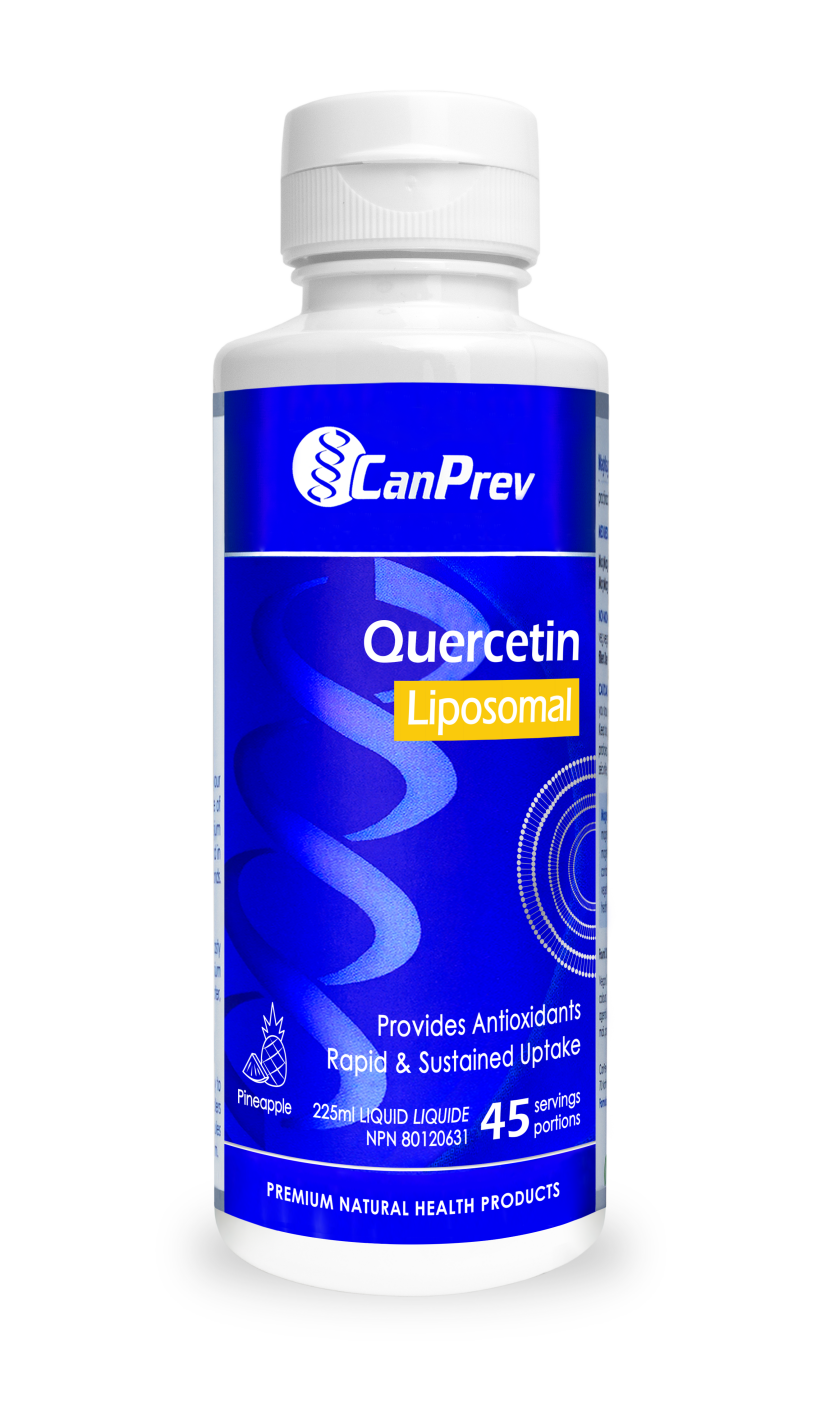 CanPrev
Quercetin
Liposomal
Provides Antioxidants
Rapid & Sustained Uptake
Pineapple
225ml LIQUID LIQUIDE
NPN 80120631
45 servings
portions
PREMIUM NATURAL HEALTH PRODUCTS